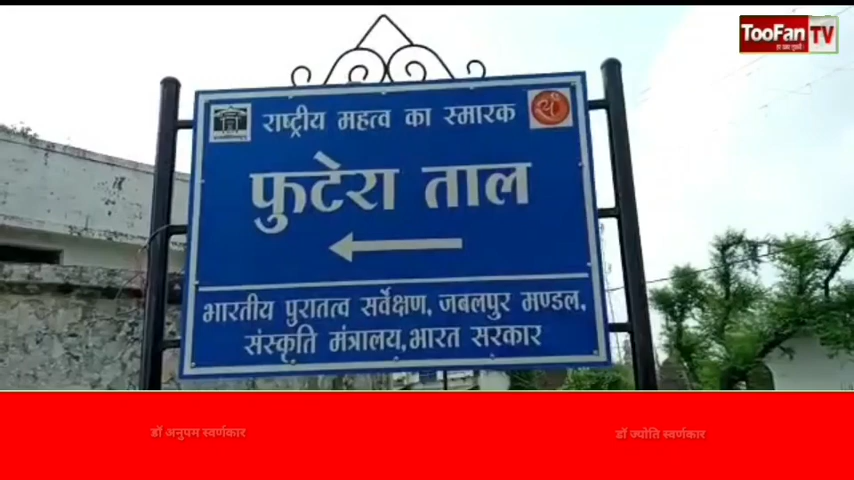 TooFan TV
राष्ट्रीय महत्व का स्मारक
फुटेरा ताल
भारतीय पुरातत्व सर्वेक्षण, जबलपुर मण्डल,
संस्कृति मंत्रालय, भारत सरकार
डॉ अनुपम स्वर्णकार
डॉ ज्योति स्वर्णकार